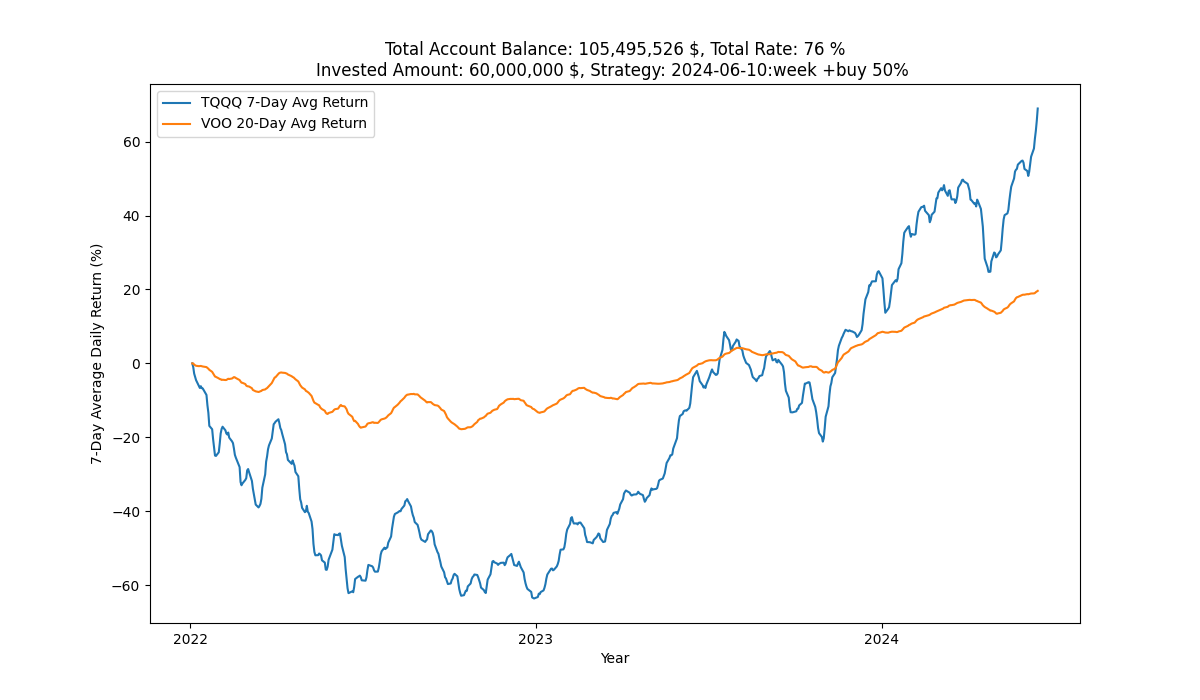 Total Account Balance: 105,495,526 $, Total Rate: 76 %
Invested Amount: 60,000,000 $, Strategy: 2024-06-10:week +buy 50%
TQQQ 7-Day Avg Return
VOO 20-Day Avg Return
7-Day Average Daily Return (%)
60
40
20
0
−20
−40
−60
2022
2023
2024
Year